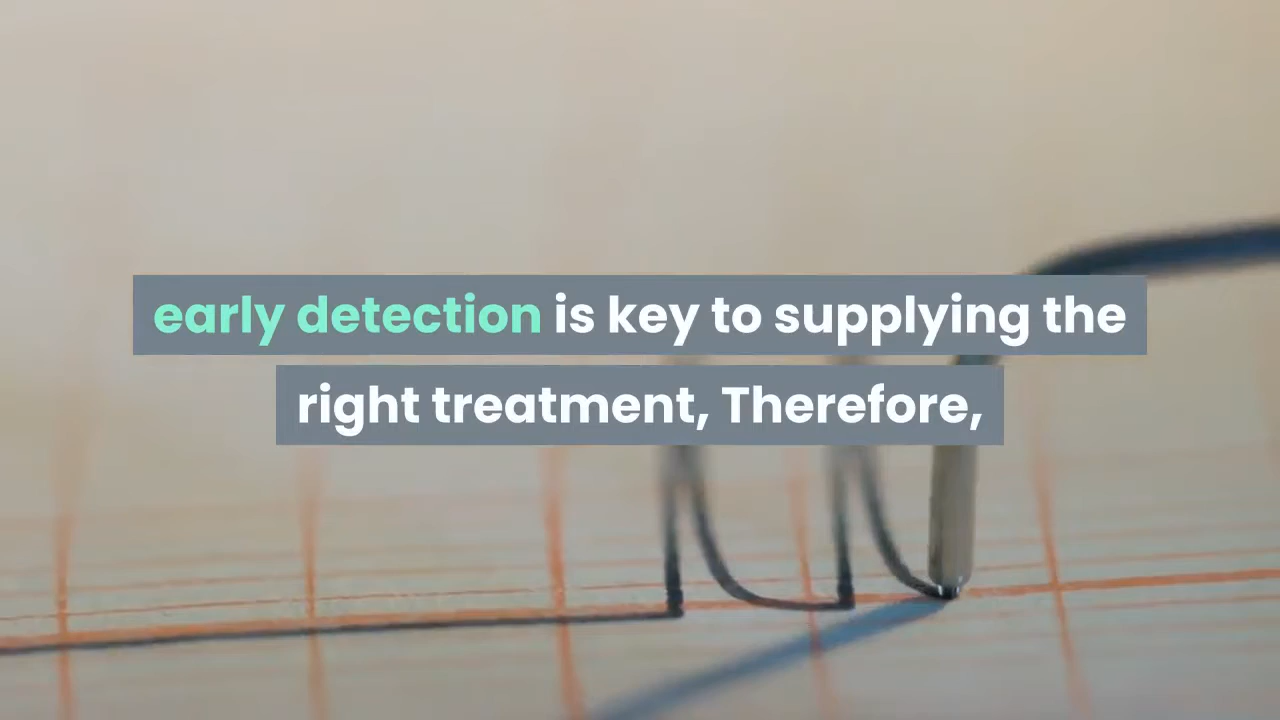 early detection is key to supplying the
right treatment, Therefore,